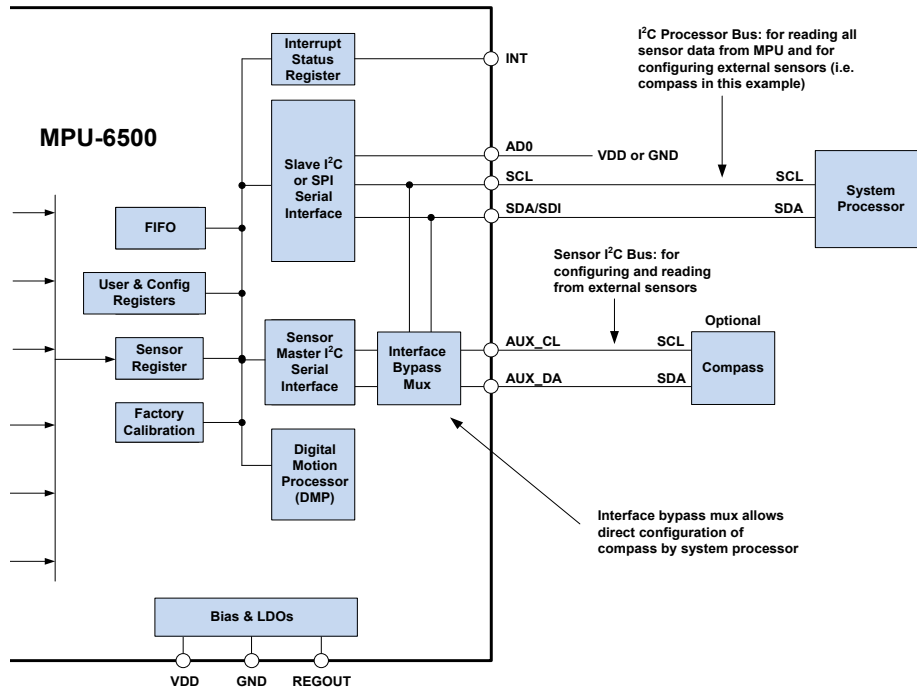 MPU-6500
Interrupt
Status
Register
INT
Slave I²C
or SPI
Serial
Interface
AD0
VDD or GND
SCL
SDA/SDI
I²C Processor Bus: for reading all
sensor data from MPU and for
configuring external sensors (i.e.
compass in this example)
SCL
SDA
System
Processor
FIFO
User & Config
Registers
Sensor
Register
Factory
Calibration
Sensor
Master I²C
Serial
Interface
Interface
Bypass
Mux
Digital
Motion
Processor
(DMP)
Sensor I²C Bus: for
configuring and reading
from external sensors
AUX_CL
AUX_DA
SCL
SDA
Optional
Compass
Interface bypass mux allows
direct configuration of
compass by system processor
Bias & LDOs
VDD
GND
REGOUT